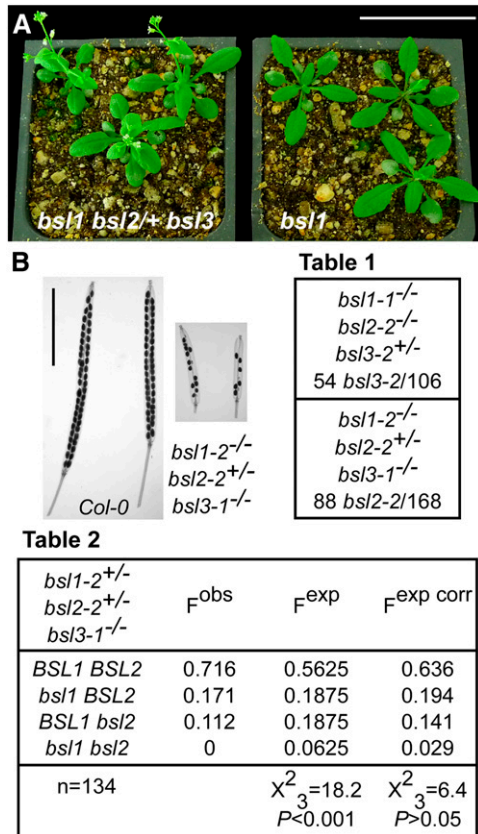 A
bsl1 bsl2/+ bsl3
bsl1
B
Col-0
bsl1-2-/-
bsl2-2+/-
bsl3-1-/-
Table 1
bsl1-1-/-
bsl2-2-/-
bsl3-2+/-
54 bsl3-2/106
bsl1-2-/-
bsl2-2+/-
bsl3-1-/-
88 bsl2-2/168
Table 2
bsl1-2+/-
bsl2-2+/-
bsl3-1-/-
F obs F exp F exp corr
BSL1 BSL2 0.716 0.5625 0.636
bsl1 BSL2 0.171 0.1875 0.194
BSL1 bsl2 0.112 0.1875 0.141
bsl1 bsl2 0 0.0625 0.029
n=134 X²₃=18.2 X²₃=6.4
P<0.001 P>0.05